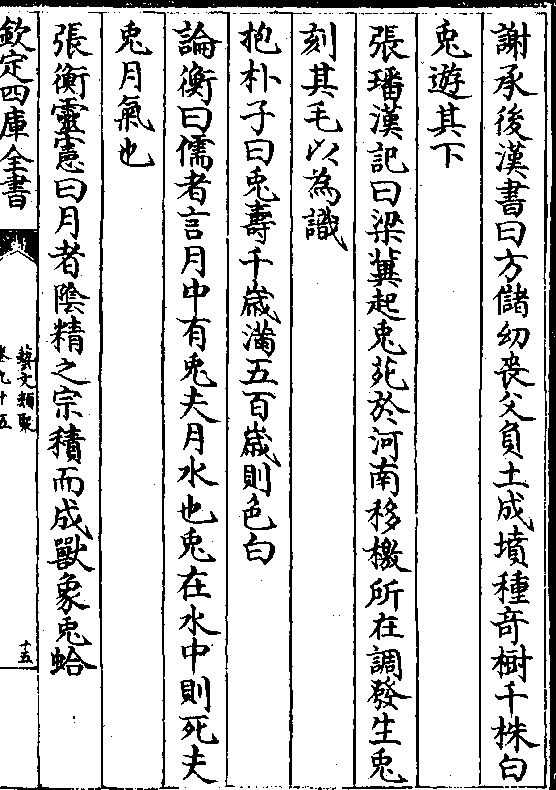 謝承後漢書曰方儲幼喪父負土成墳種竒樹千株白
兎遊其下
張璠漢記曰梁冀起兎苑於河南移檄所在調發生兎
刻其毛以為識
抱朴子曰兎壽千嵗滿五百嵗則色白
論衡曰儒者言月中有兎夫月水也兎在水中則死夫
兎月氣也
張衡靈憲曰月者陰精之宗積而成獸象兎蛤
欽定四庫全書
藝文類聚
卷九十五
十五